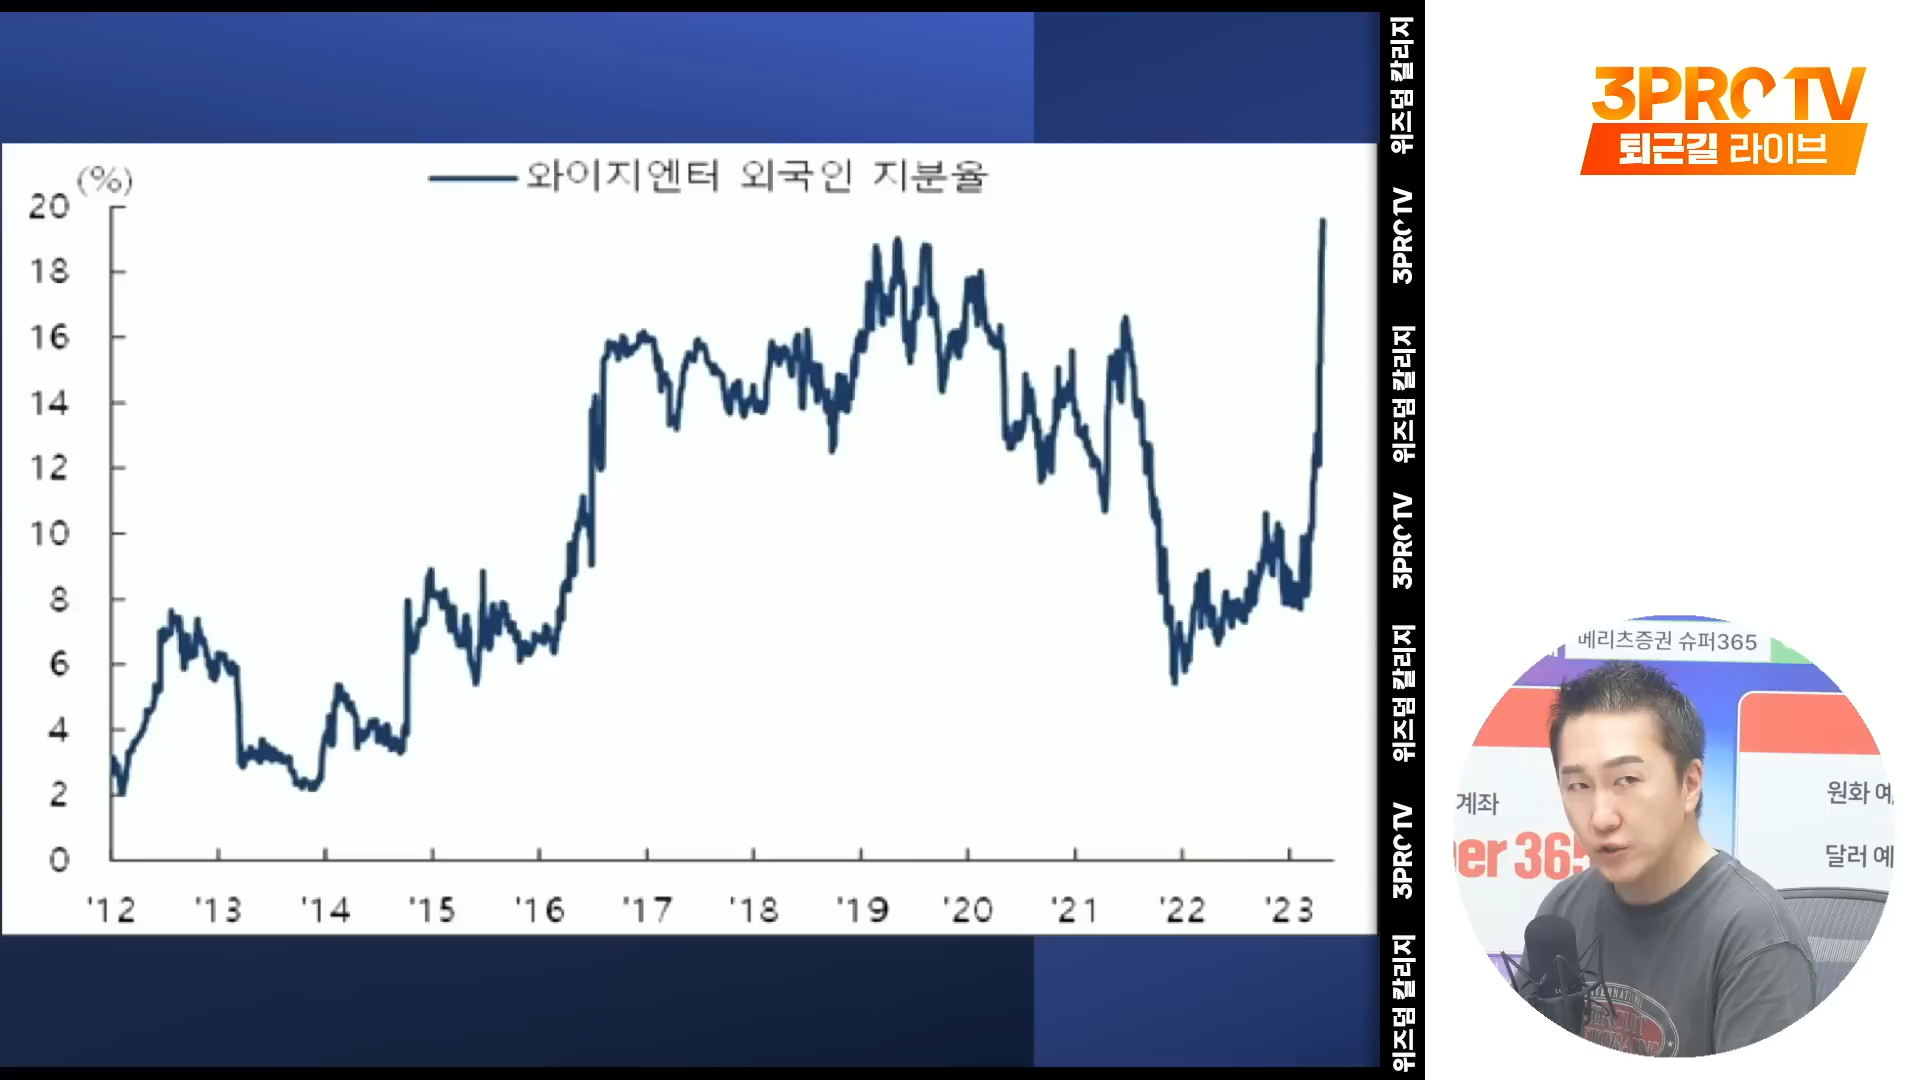 (%)
와이지엔터 외국인 지분율
20
18
16
14
12
10
8
6
4
2
0
'12 '13 '14 '15 '16 '17 '18 '19 '20 '21 '22 '23
위즈덤 칼리지
3PROTV
위즈덤 칼리지
3PROTV
위즈덤 칼리지
3PROTV
위즈덤 칼리지
3PROTV
퇴근길 라이브
메리츠증권 슈퍼365
계좌
er 365
원화 예
달러 예